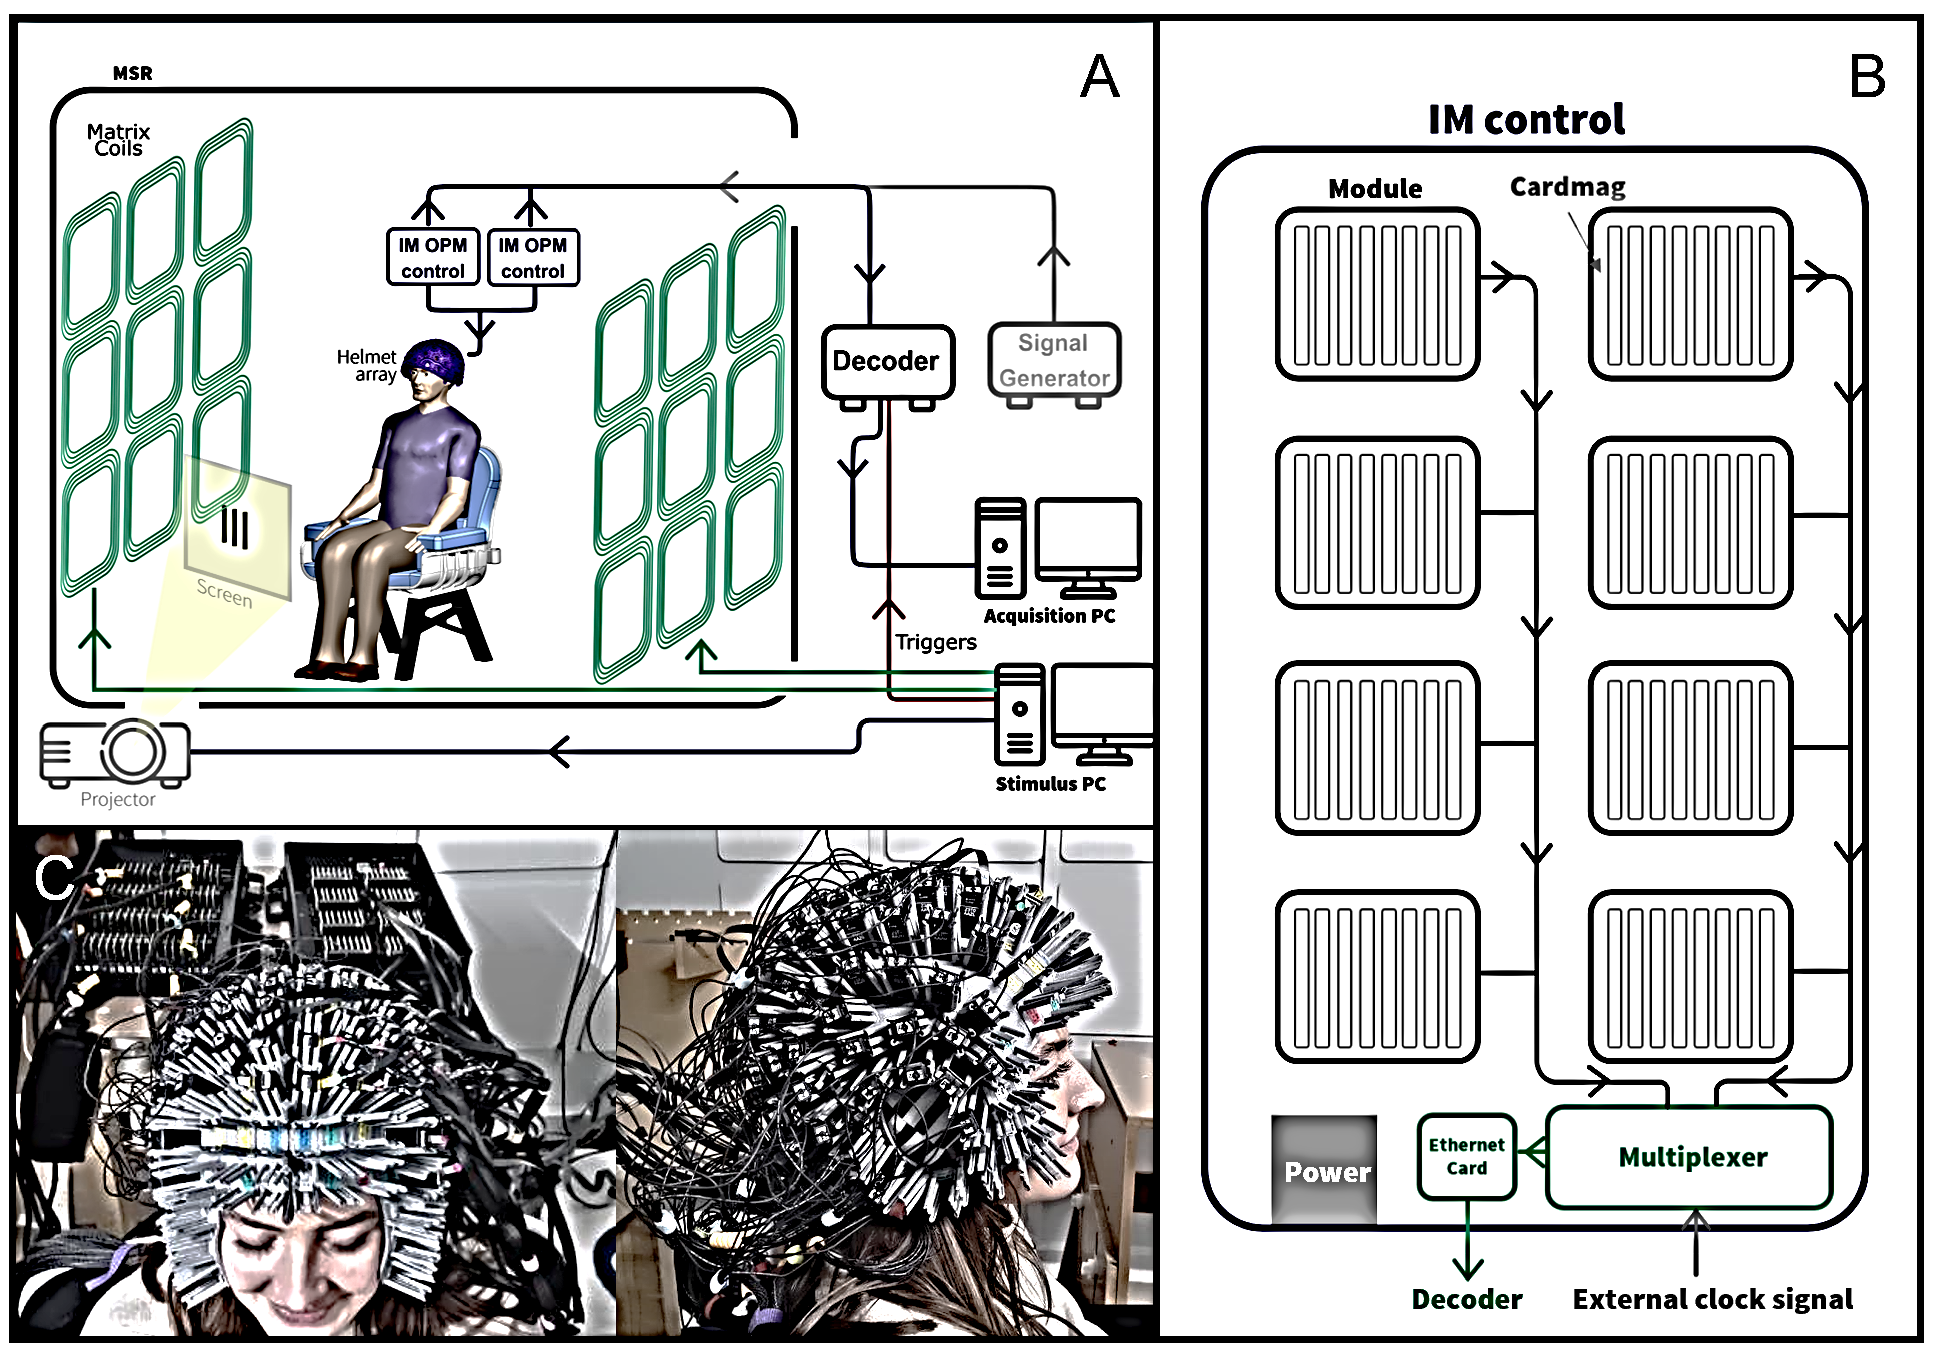 A
MSR
Matrix
Coils
IM OPM
control
IM OPM
control
Helmet
array
Decoder
Signal
Generator
Screen
Acquisition PC
Triggers
Stimulus PC
Projector
B
IM control
Module
Cardmag
Power
Ethernet
Card
Multiplexer
Decoder
External clock signal
C